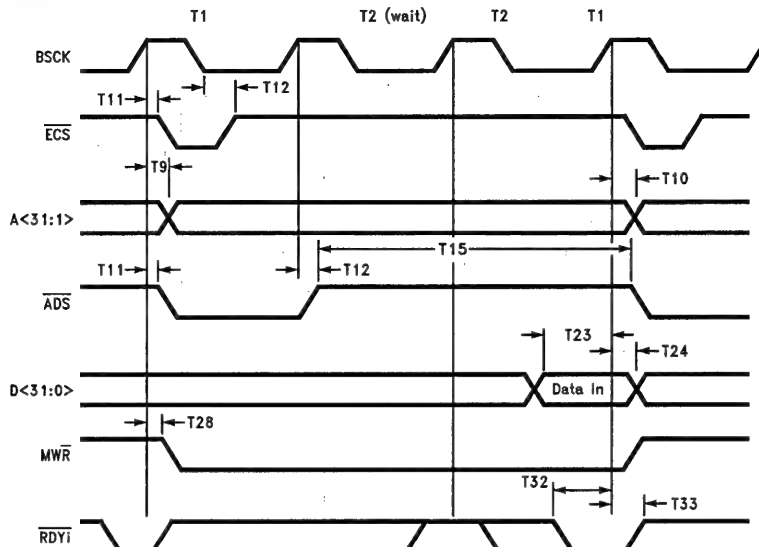 T1 T2 (wait) T2 T1
BSCK
T11 T12
ECS
T9 T10
A<31:1>
T15
T11 T12
ADS
T23
T24
D<31:0> Data In
T28
MWR
T32
T33
RDYi